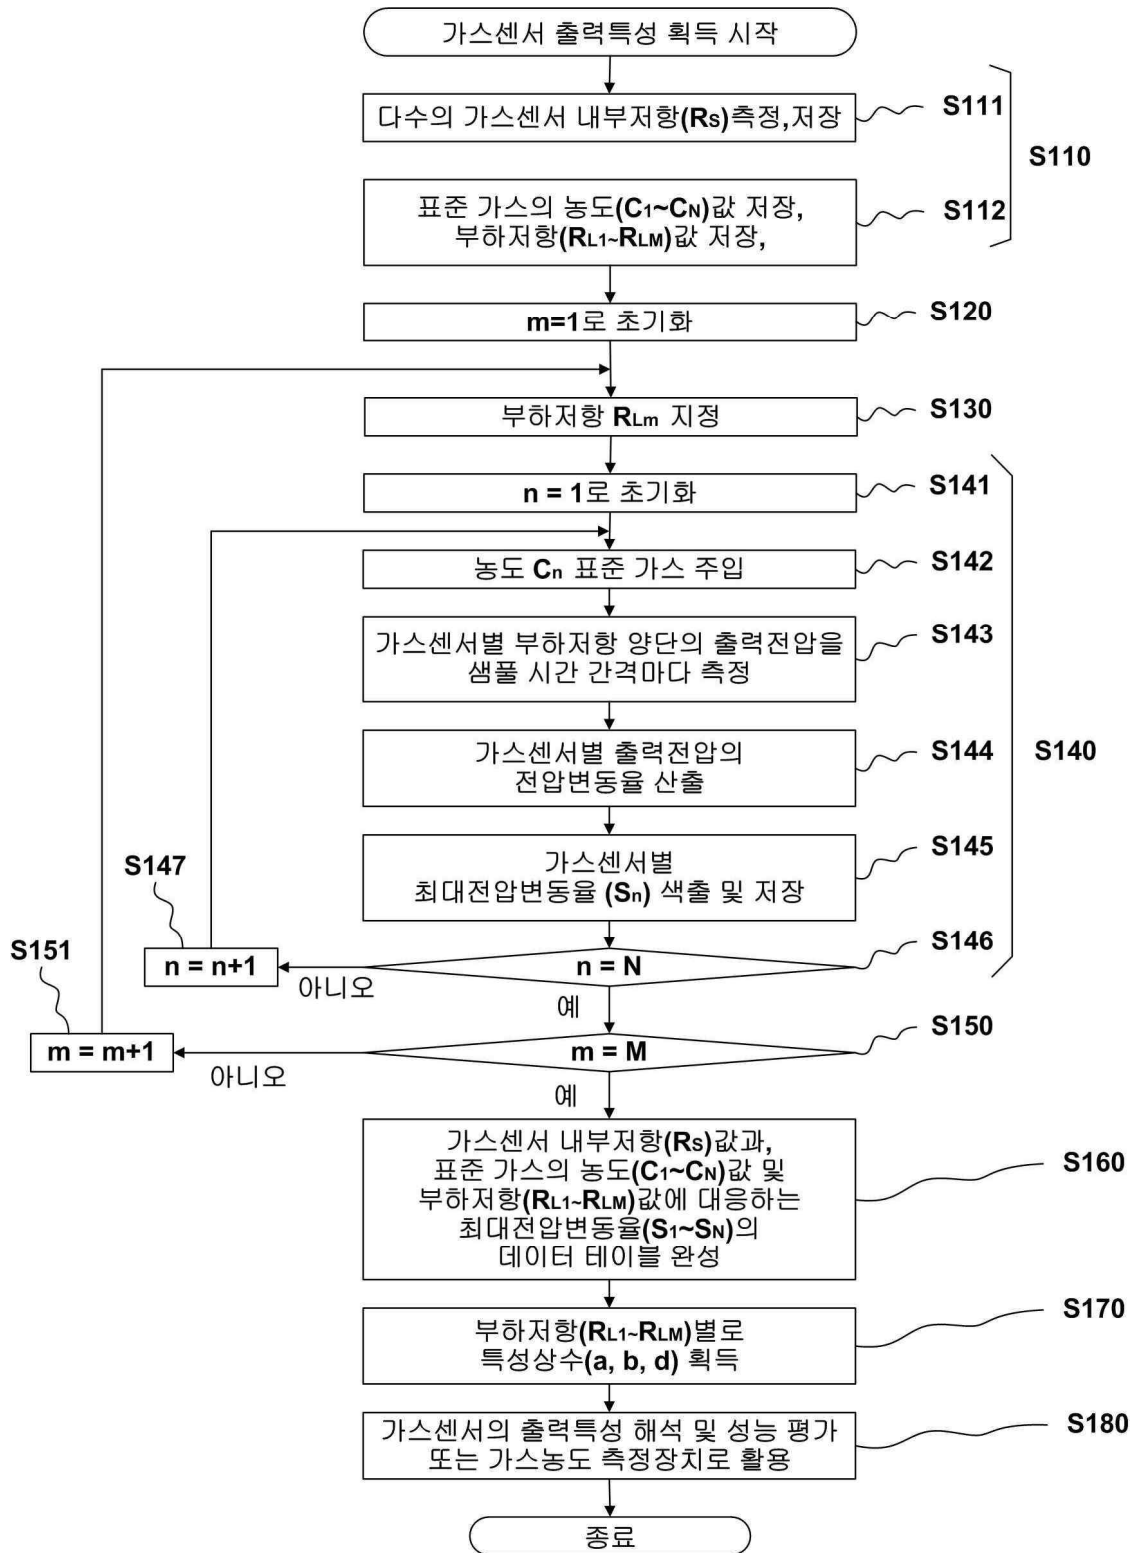 가스센서 출력특성 획득 시작
다수의 가스센서 내부저항(RS)측정,저장
S111
S110
표준 가스의 농도(C1~CN)값 저장,
부하저항(RL1~RLM)값 저장,
S112
m=1로 초기화
S120
부하저항 RLm 지정
S130
n = 1로 초기화
S141
농도 Cn 표준 가스 주입
S142
가스센서별 부하저항 양단의 출력전압을
샘풀 시간 간격마다 측정
S143
가스센서별 출력전압의
전압변동율 산출
S144
S140
가스센서별
최대전압변동율 (Sn) 색출 및 저장
S145
S147
n = n+1
아니오
n = N
S146
예
S151
m = m+1
아니오
m = M
S150
예
가스센서 내부저항(RS)값과,
표준 가스의 농도(C1~CN)값 및
부하저항(RL1~RLM)값에 대응하는
최대전압변동율(S1~SN)의
데이터 테이블 완성
S160
부하저항(RL1~RLM)별로
특성상수(a, b, d) 획득
S170
가스센서의 출력특성 해석 및 성능 평가
또는 가스농도 측정장치로 활용
S180
종료